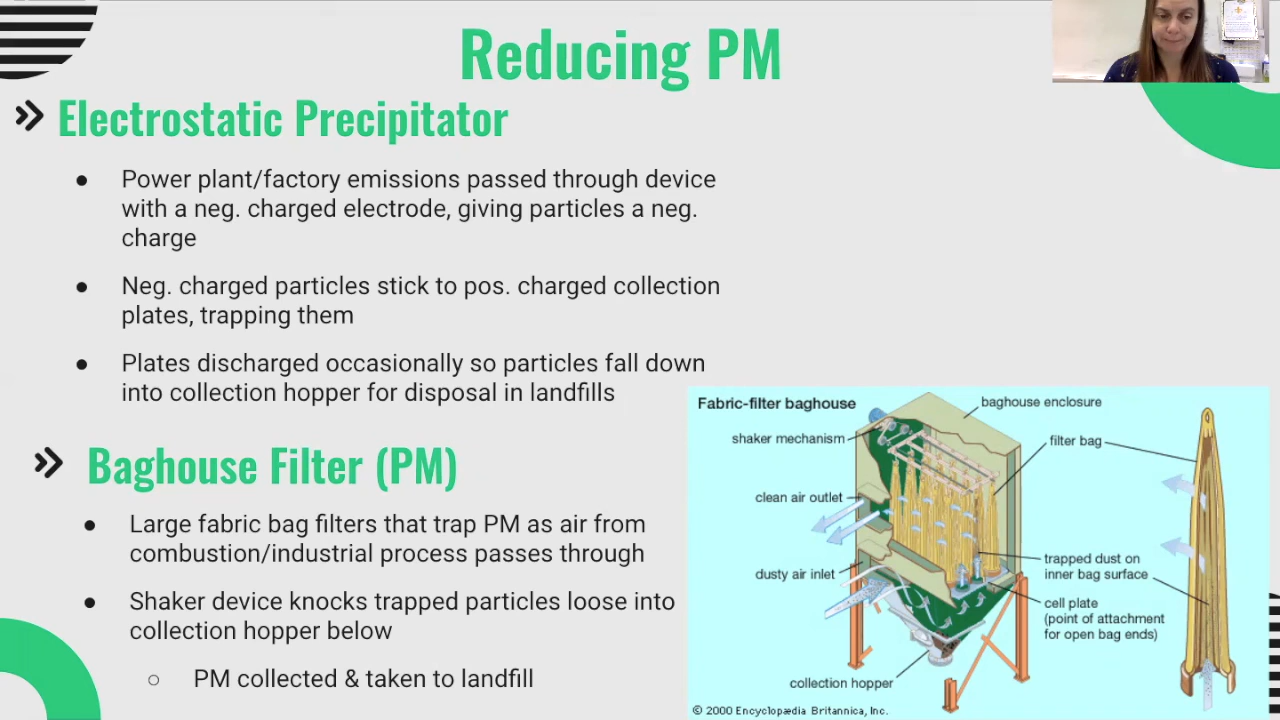 Reducing PM
Electrostatic Precipitator
● Power plant/factory emissions passed through device
with a neg. charged electrode, giving particles a neg.
charge
● Neg. charged particles stick to pos. charged collection
plates, trapping them
● Plates discharged occasionally so particles fall down
into collection hopper for disposal in landfills
Baghouse Filter (PM)
● Large fabric bag filters that trap PM as air from
combustion/industrial process passes through
● Shaker device knocks trapped particles loose into
collection hopper below
○ PM collected & taken to landfill
Fabric-filter baghouse
baghouse enclosure
shaker mechanism
filter bag
clean air outlet
dusty air inlet
trapped dust on
inner bag surface
cell plate
(point of attachment
for open bag ends)
collection hopper
© 2000 Encyclopædia Britannica, Inc.